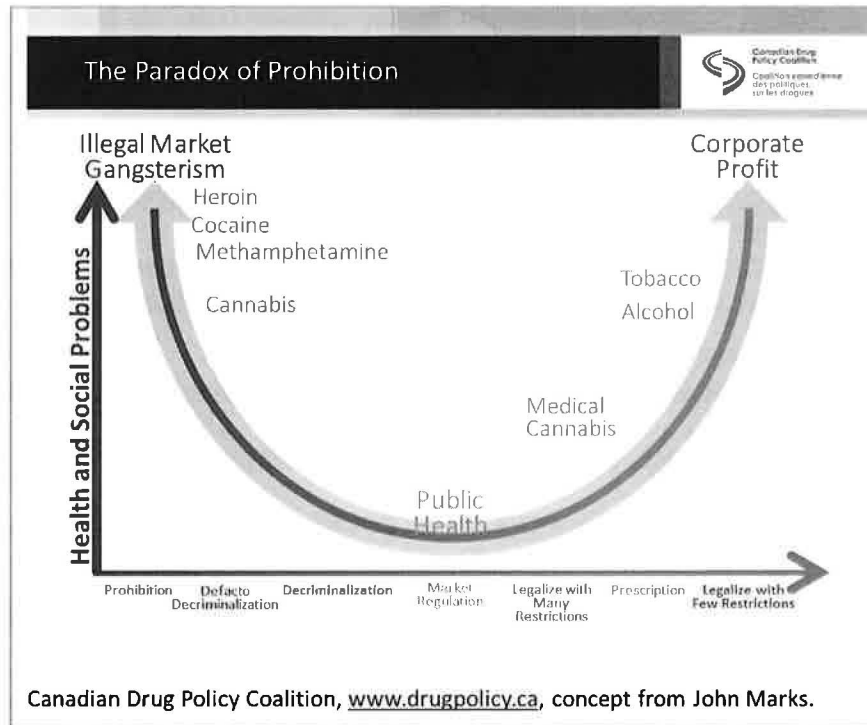 The Paradox of Prohibition
Canadian Drug
Policy Coalition
Coalition canadienne
des politiques
sur les drogues
Illegal Market
Gangsterism
Corporate
Profit
Heroin
Cocaine
Methamphetamine
Cannabis
Tobacco
Alcohol
Medical
Cannabis
Public
Health
Health and Social Problems
Prohibition
Defacto
Decriminalization
Decriminalization
Market
Regulation
Legalize with
Many
Restrictions
Prescription
Legalize with
Few Restrictions
Canadian Drug Policy Coalition, www.drugpolicy.ca, concept from John Marks.